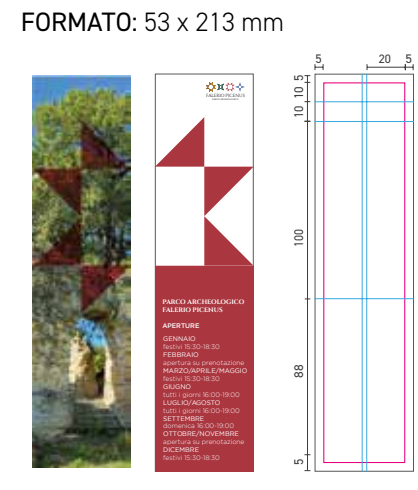 FORMATO: 53 x 213 mm
5
20
5
FALERIO PICENUS
PARCO ARCHEOLOGICO
FALERIO PICENUS
APERTURE
GENNAIO
festivi 15:30-18:30
FEBBRAIO
apertura su prenotazione
MARZO/APRILE/MAGGIO
festivi 15:30-18:30
GIUGNO
tutti i giorni 16:00-19:00
LUGLIO/AGOSTO
tutti i giorni 16:00-19:00
SETTEMBRE
domenica 16:00-19:00
OTTOBRE/NOVEMBRE
apertura su prenotazione
DICEMBRE
festivi 15:30-18:30
5
10
10
100
88
5